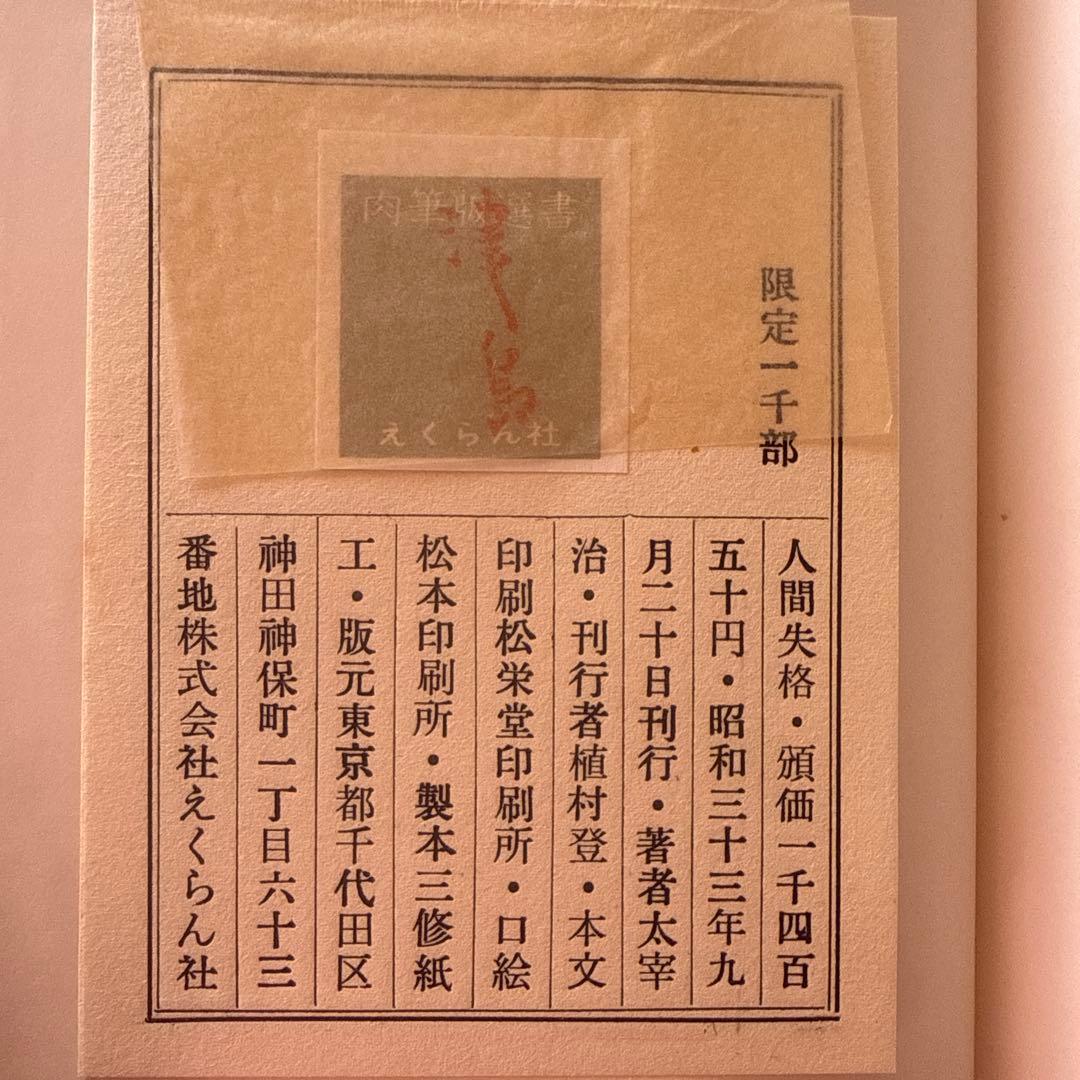 限定一千部
肉筆版選書
津島
えくらん社
人間失格・頒価一千四百
五十円・昭和三十三年九
月二十日刊行・著者太宰
治・刊行者植村登・本文
印刷松栄堂印刷所・口絵
松本印刷所・製本三修紙
工・版元東京都千代田区
神田神保町一丁目六十三
番地株式会社えくらん社